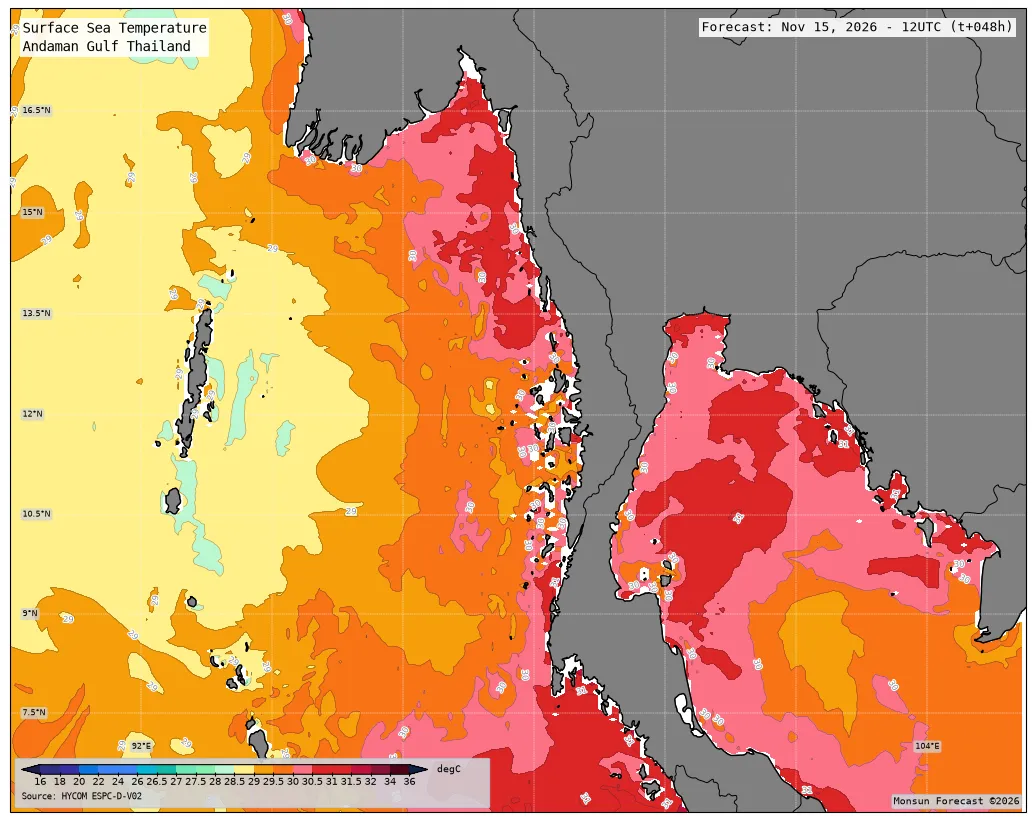 Surface Sea Temperature
Andaman Gulf Thailand
Forecast: Nov 15, 2026 - 12UTC (t+048h)
16.5°N
15°N
13.5°N
12°N
10.5°N
9°N
7.5°N
92°E
104°E
16 18 20 22 24 26 26.5 27 27.5 28 28.5 29 29.5 30 30.5 31 31.5 32 33 34 36
degC
Source: HYCOM ESPC-D-V02
Monsun Forecast ©2026